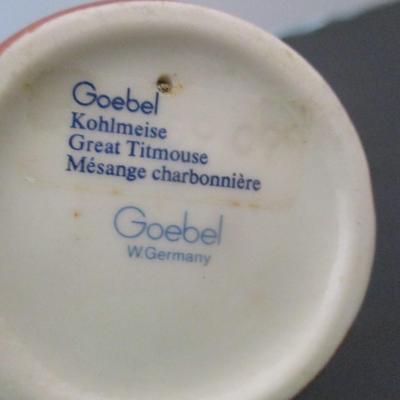 Goebel
Kohlmeise
Great Titmouse
Mésange charbonnière
Goebel
W.Germany